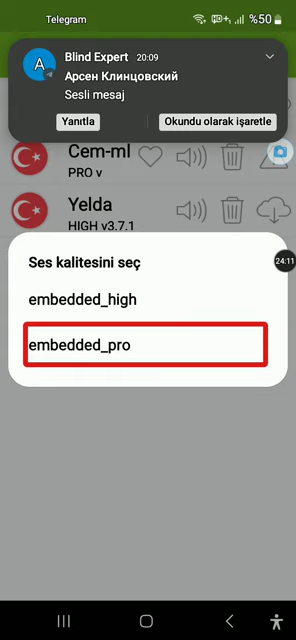 Telegram
HD+
%50
A
Blind Expert 20:09
Арсен Клинцовский
Sesli mesaj
Yanıtla
Okundu olarak işaretle
Cem-ml
PRO v
Yelda
HIGH v3.7.1
Ses kalitesini seç
24:11
embedded_high
embedded_pro